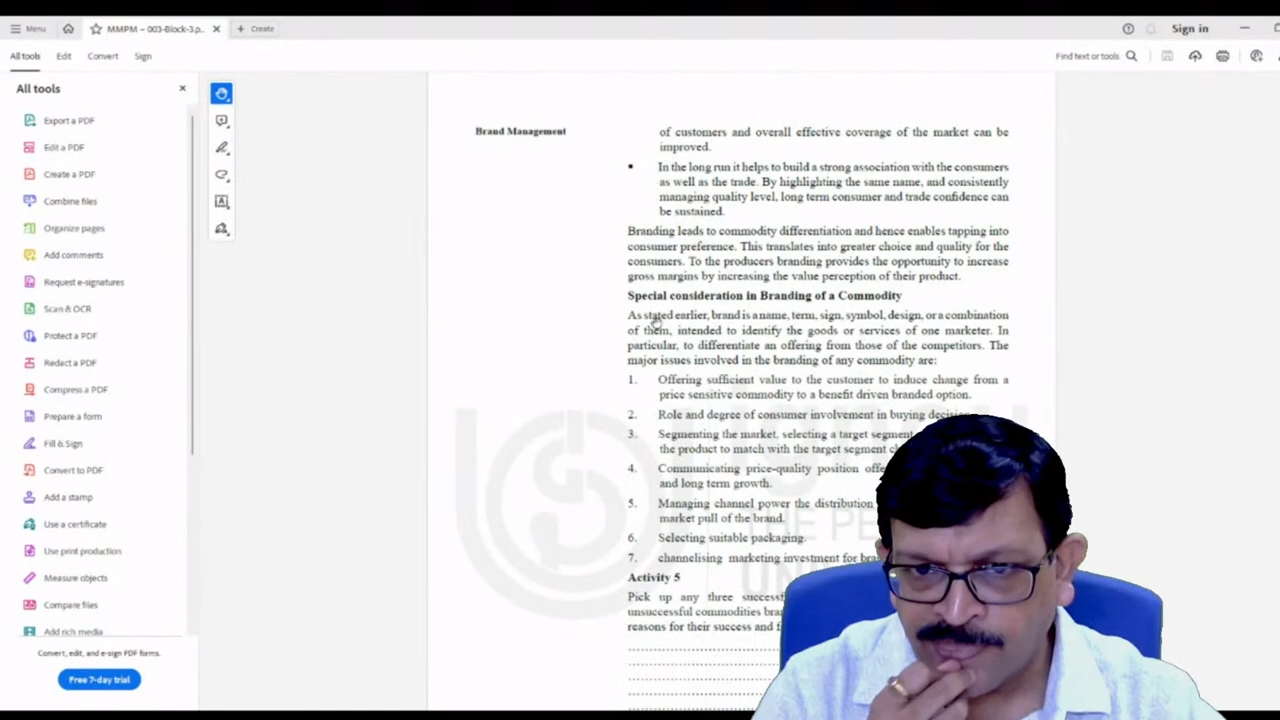 Menu
MMPM – 003-Block-3.p..
Create
Sign in
All tools
Edit
Convert
Sign
Find text or tools
All tools
Export a PDF
Edit a PDF
Create a PDF
Combine files
Organize pages
Add comments
Request e-signatures
Scan & OCR
Protect a PDF
Redact a PDF
Compress a PDF
Prepare a form
Fill & Sign
Convert to PDF
Add a stamp
Use a certificate
Use print production
Measure objects
Compare files
Add rich media
Convert, edit, and e-sign PDF forms.
Free 7-day trial
Brand Management
of customers and overall effective coverage of the market can be
improved.
In the long run it helps to build a strong association with the consumers
as well as the trade. By highlighting the same name, and consistently
managing quality level, long term consumer and trade confidence can
be sustained.
Branding leads to commodity differentiation and hence enables tapping into
consumer preference. This translates into greater choice and quality for the
consumers. To the producers branding provides the opportunity to increase
gross margins by increasing the value perception of their product.
Special consideration in Branding of a Commodity
As stated earlier, brand is a name, term, sign, symbol, design, or a combination
of them, intended to identify the goods or services of one marketer. In
particular, to differentiate an offering from those of the competitors. The
major issues involved in the branding of any commodity are:
1. Offering sufficient value to the customer to induce change from a
price sensitive commodity to a benefit driven branded option.
2. Role and degree of consumer involvement in buying
3. Segmenting the market, selecting a target segment
the product to match with the target segment
4. Communicating price-quality position
and long term growth.
5. Managing channel power the distribution
market pull of the brand.
6. Selecting suitable packaging.
7. channelising marketing investment for
Activity 5
Pick up any three
unsuccessful commodities
reasons for their success and